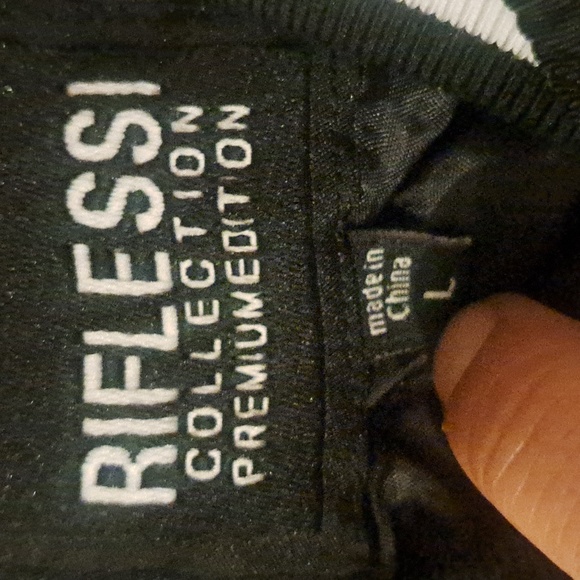 RIFLESSI
COLLECTION
PREMIUMEDITION
made in
China
L